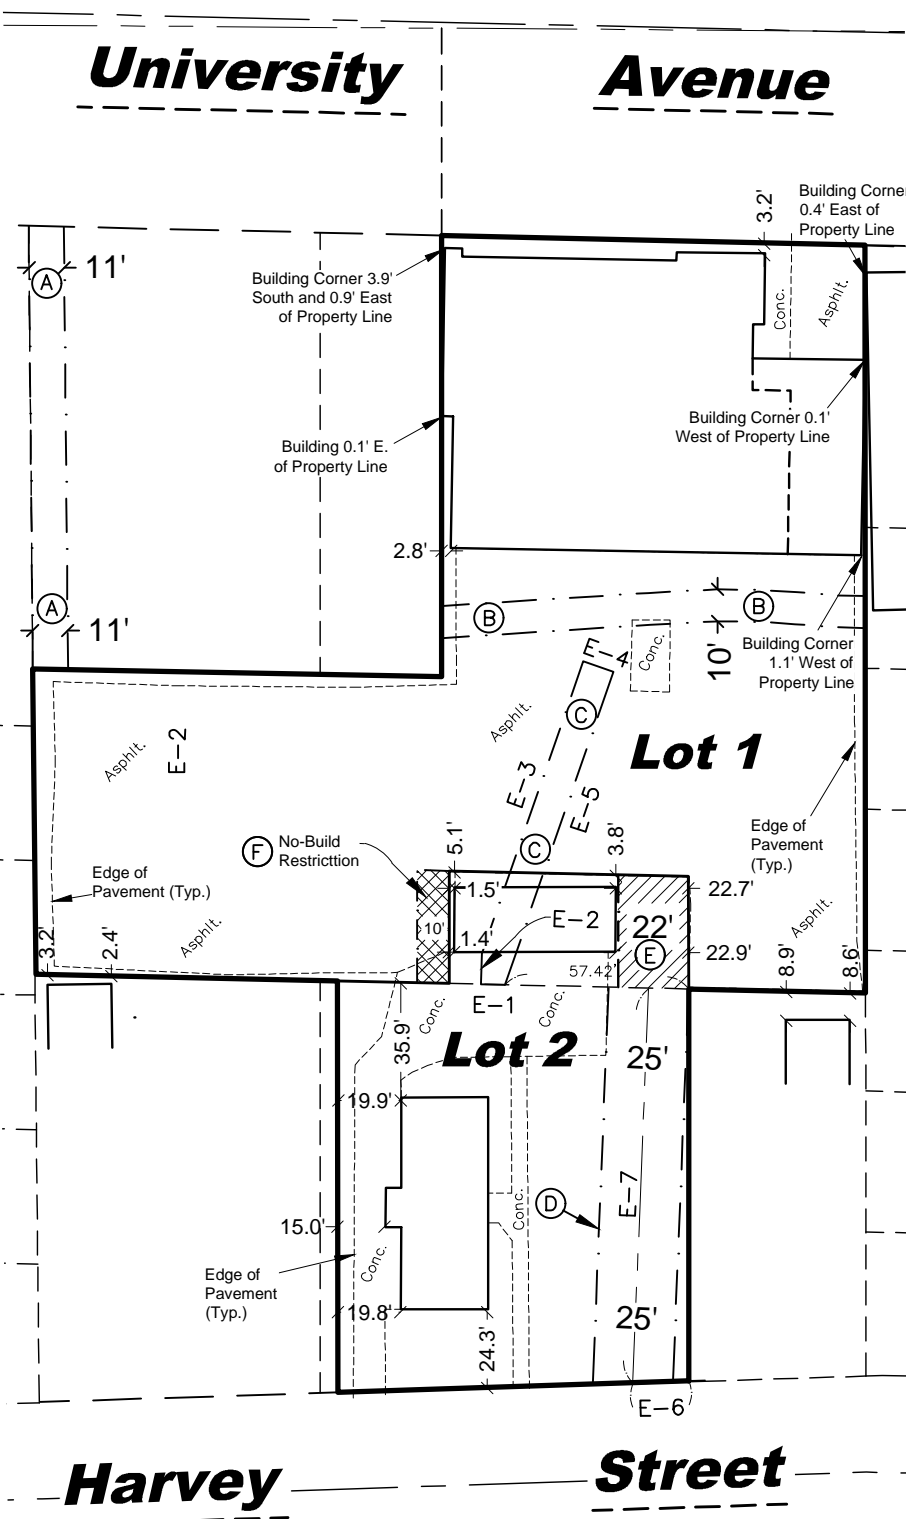 University Avenue
3.2'
Building Corner
0.4' East of
Property Line
11'
A
Building Corner 3.9'
South and 0.9' East
of Property Line
Conc.
Asphlt.
Building Corner 0.1'
West of Property Line
Building 0.1' E.
of Property Line
2.8'
A
11'
B
B
10'
Building Corner
1.1' West of
Property Line
E-4
Conc.
C
Asphlt.
E-2
Asphlt.
Lot 1
E-3
E-5
Edge of
Pavement
(Typ.)
F
No-Build
Restricttion
5.1'
C
3.8'
Edge of
Pavement (Typ.)
1.5'
22.7'
10'
E-2
22'
Asphlt.
3.2'
2.4'
Asphlt.
1.4'
E
22.9'
8.9'
8.6'
57.42'
E-1
Conc.
Conc.
35.9'
Lot 2
25'
19.9'
E-7
D
Conc.
15.0'
Conc.
Edge of
Pavement
(Typ.)
19.8'
24.3'
25'
E-6
Harvey Street